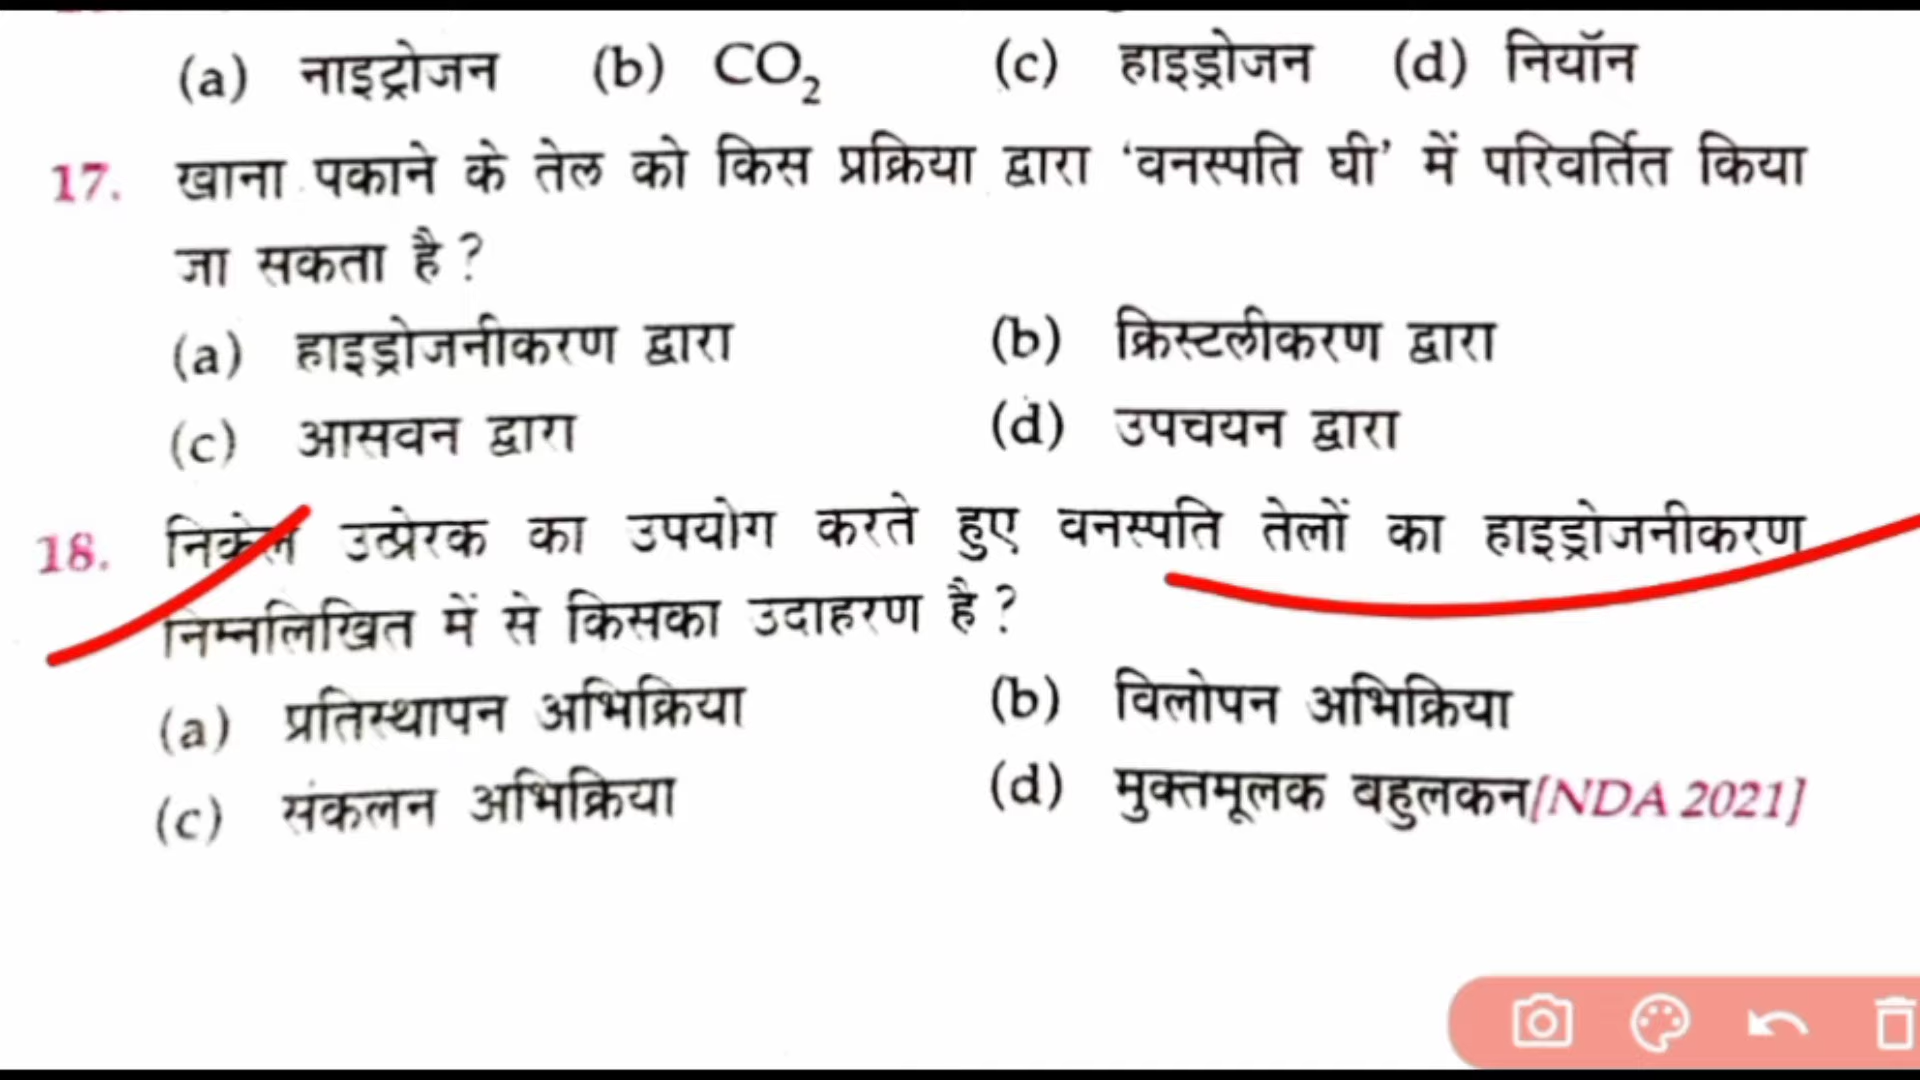 (a) नाइट्रोजन (b) CO₂ (c) हाइड्रोजन (d) नियॉन
17. खाना पकाने के तेल को किस प्रक्रिया द्वारा ‘वनस्पति घी’ में परिवर्तित किया
जा सकता है ?
(a) हाइड्रोजनीकरण द्वारा (b) क्रिस्टलीकरण द्वारा
(c) आसवन द्वारा (d) उपचयन द्वारा
18. निकेल उत्प्रेरक का उपयोग करते हुए वनस्पति तेलों का हाइड्रोजनीकरण
निम्नलिखित में से किसका उदाहरण है ?
(a) प्रतिस्थापन अभिक्रिया (b) विलोपन अभिक्रिया
(c) संकलन अभिक्रिया (d) मुक्तमूलक बहुलकन [NDA 2021]